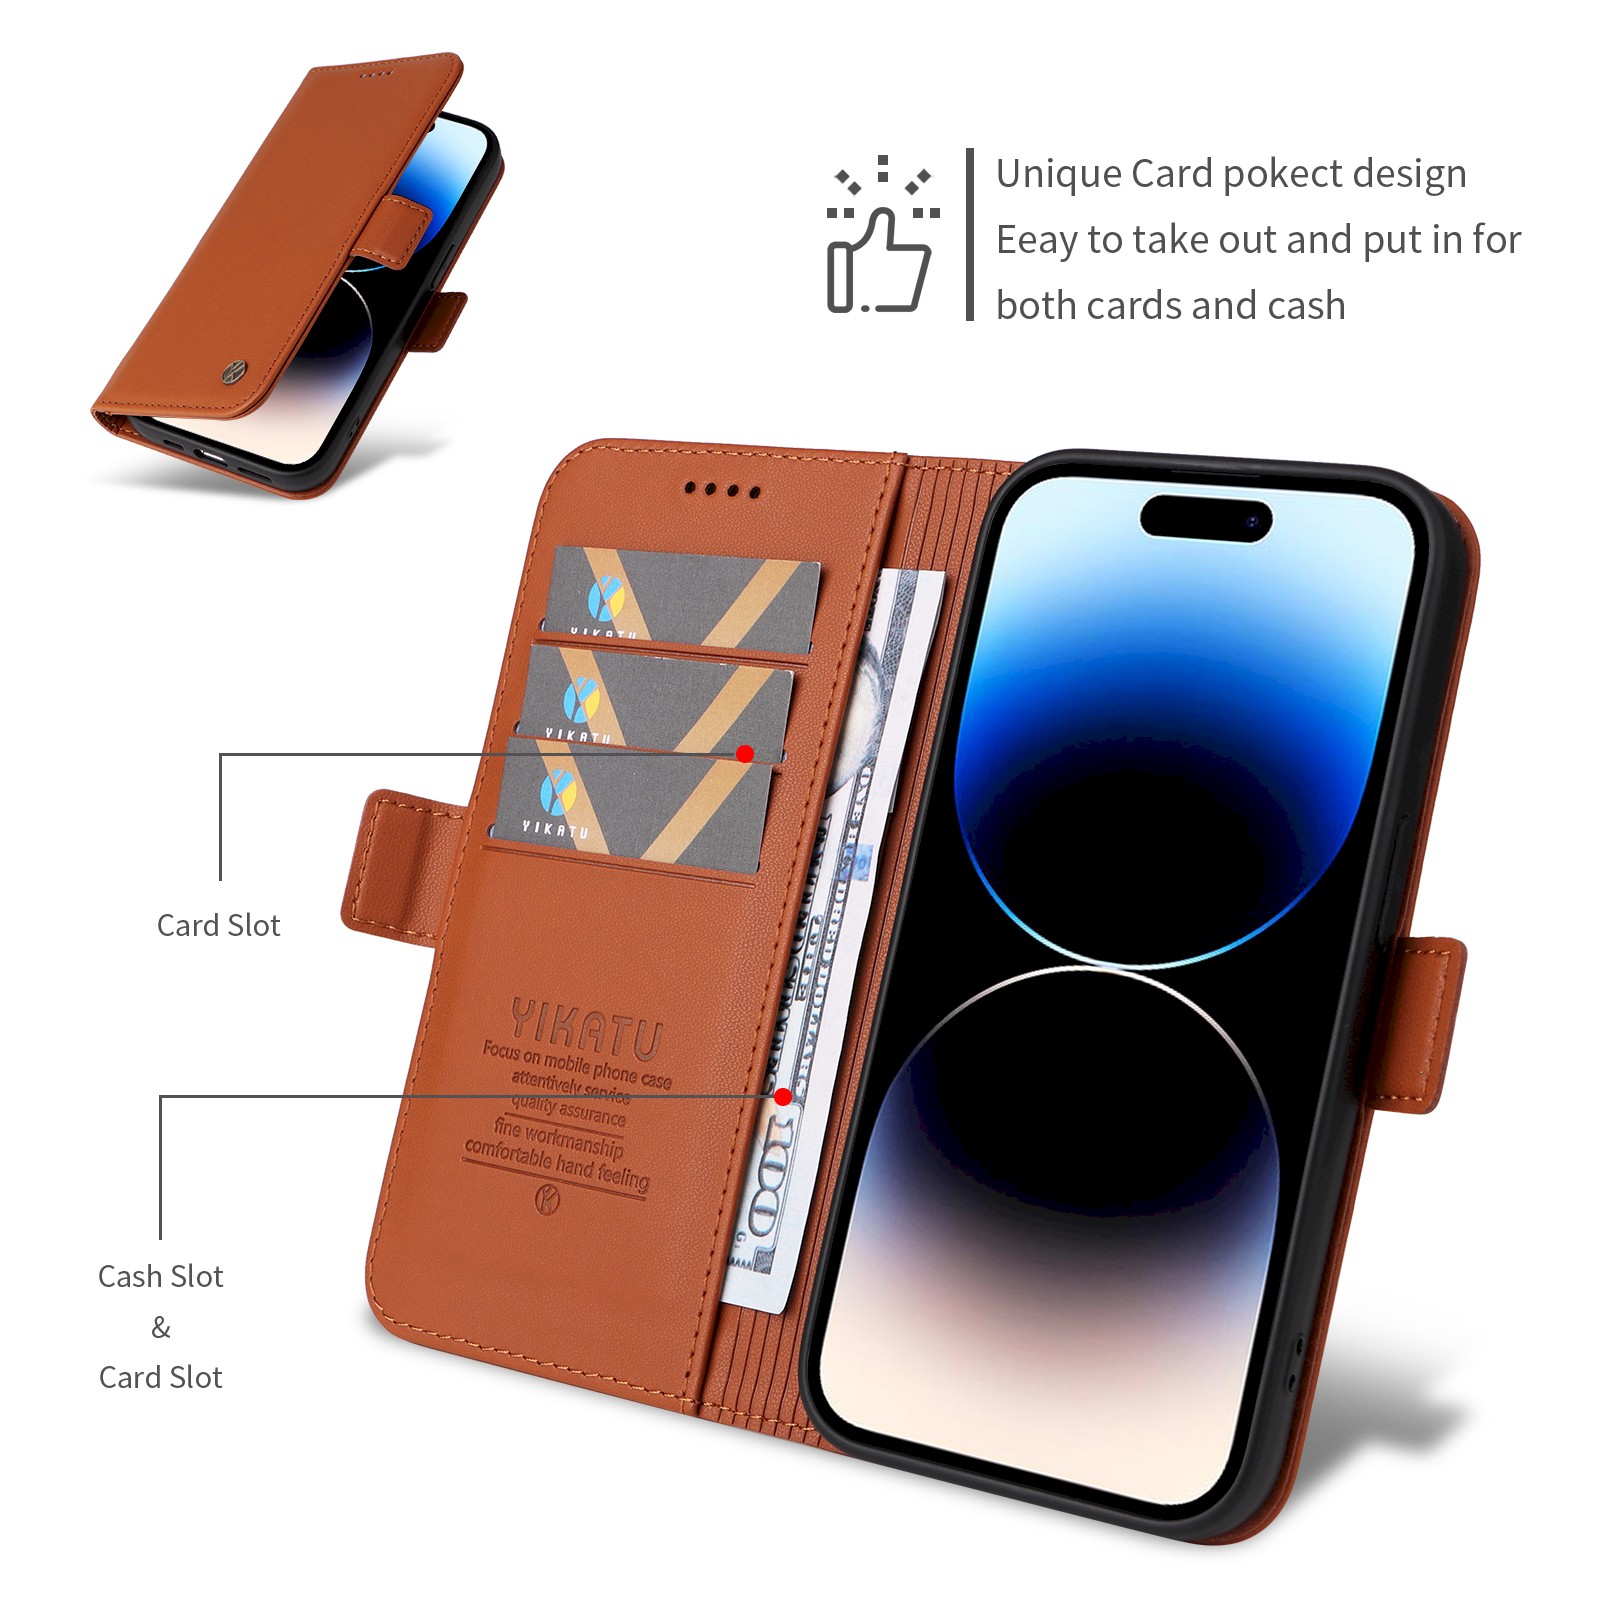 Unique Card pokect design
Eeay to take out and put in for
both cards and cash
YIKATU
YIKATU
YIKATU
Card Slot
YIKATU
Focus on mobile phone case
attentively service
quality assurance
fine workmanship
comfortable hand feeling
100
Cash Slot
&
Card Slot